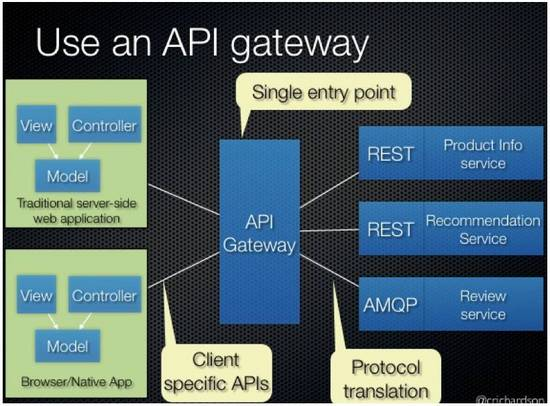 Use an API gateway
Single entry point
View
Controller
Model
Traditional server-side
web application
View
Controller
Model
Browser/Native App
API
Gateway
REST
Product Info
service
REST
Recommendation
Service
AMQP
Review
service
Client
specific APIs
Protocol
translation
@crichardson